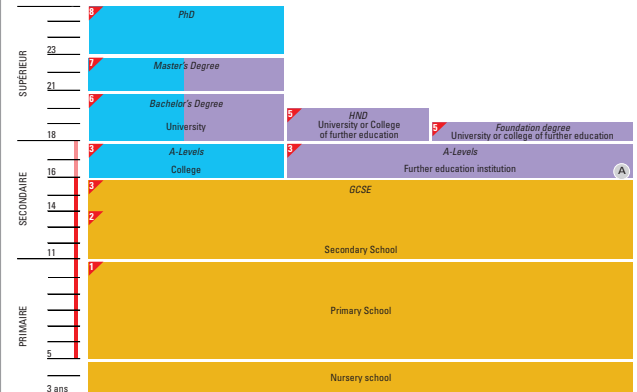 SUPÉRIEUR
SECONDAIRE
PRIMAIRE
23
21
18
16
14
11
5
3 ans
8
PhD
7
Master's Degree
6
Bachelor's Degree
University
5
HND
University or College
of further education
5
Foundation degree
University or college of further education
3
A-Levels
College
3
A-Levels
Further education institution
A
3
GCSE
2
Secondary School
1
Primary School
Nursery school